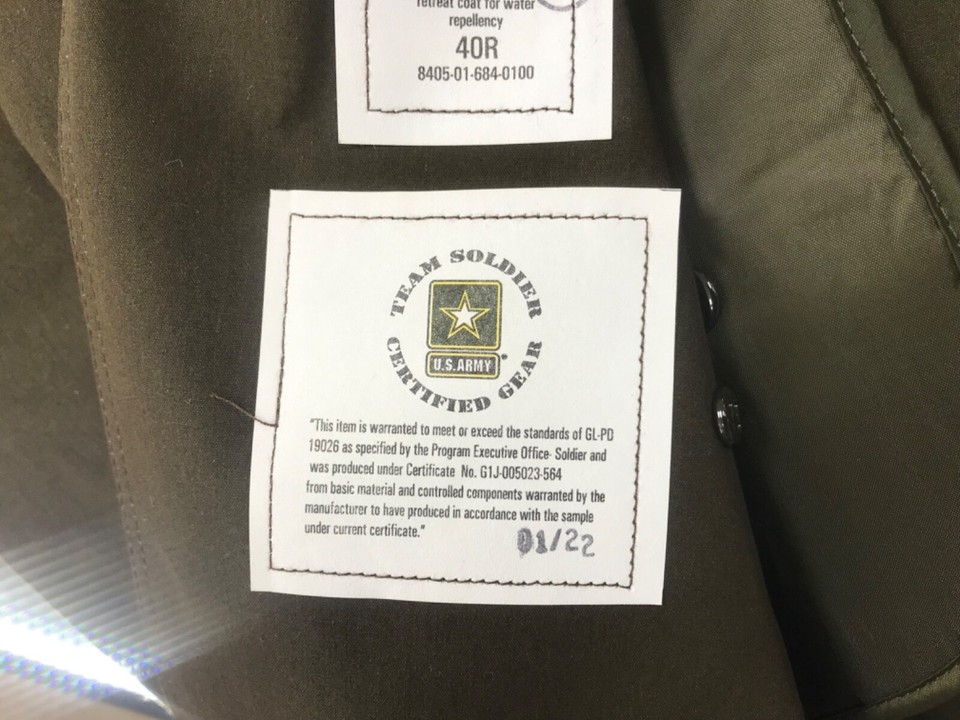 retreat coat for water
repellency
40R
8405-01-684-0100
TEAM SOLDIER
U.S.ARMY
CERTIFIED GEAR
"This item is warranted to meet or exceed the standards of GL-PD
19026 as specified by the Program Executive Office- Soldier and
was produced under Certificate No. G1J-005023-564
from basic material and controlled components warranted by the
manufacturer to have produced in accordance with the sample
under current certificate."
01/22